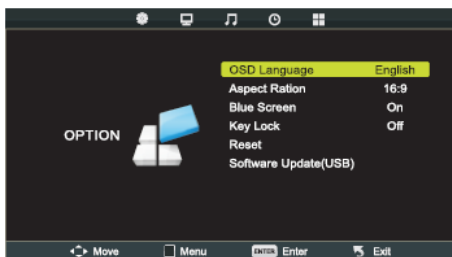 OSD Language English
Aspect Ration 16:9
Blue Screen On
Key Lock Off
OPTION
Reset
Software Update(USB)
Move Menu ENTER Enter Exit